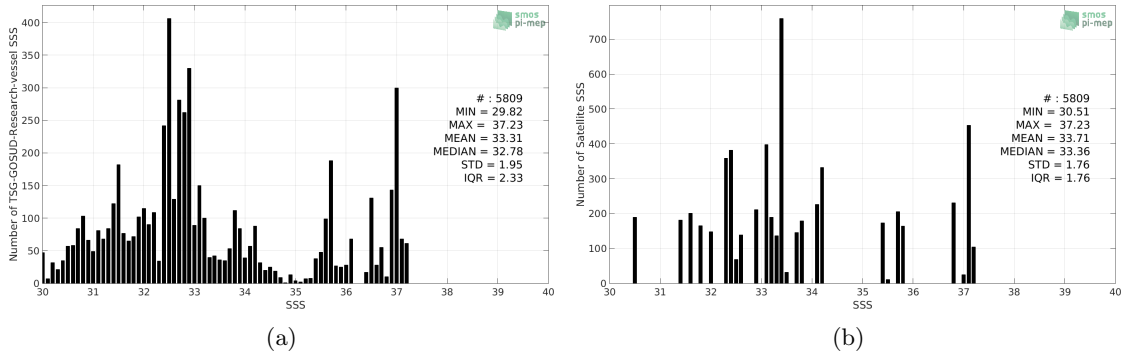 smos
pi-mep
Number of TSG-GOSUD-Research-vessel SSS
400
350
300
250
200
150
100
50
0
# : 5809
MIN = 29.82
MAX = 37.23
MEAN = 33.31
MEDIAN = 32.78
STD = 1.95
IQR = 2.33
30 31 32 33 34 35 36 37 38 39 40
SSS
(a)
smos
pi-mep
Number of Satellite SSS
700
600
500
400
300
200
100
0
# : 5809
MIN = 30.51
MAX = 37.23
MEAN = 33.71
MEDIAN = 33.36
STD = 1.76
IQR = 1.76
30 31 32 33 34 35 36 37 38 39 40
SSS
(b)